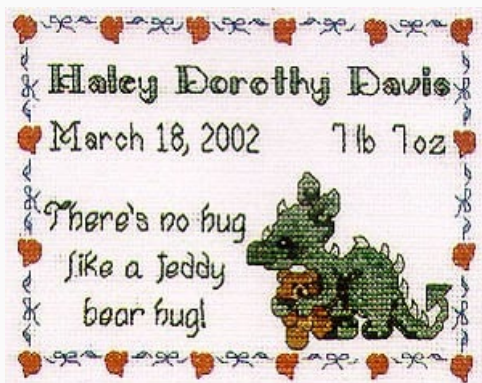 Haley Dorothy Davis
March 18, 2002 7 lb 7 oz
There's no hug
like a teddy
bear hug!